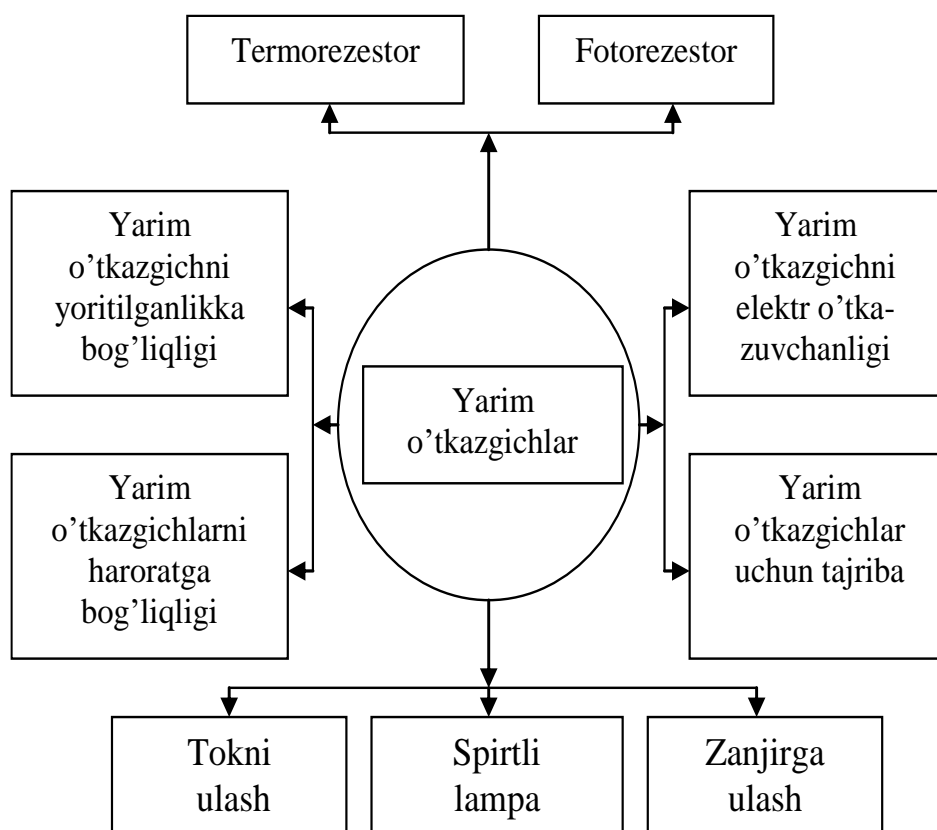 Termorezestor
Fotorezestor
Yarim
o’tkazgichni
yoritilganlikka
bog’liqligi
Yarim
o’tkazgichni
elektr o’tka-
zuvchanligi
Yarim
o’tkazgichlar
Yarim
o’tkazgichlarni
haroratga
bog’liqligi
Yarim
o’tkazgichlar
uchun tajriba
Tokni
ulash
Spirtli
lampa
Zanjirga
ulash